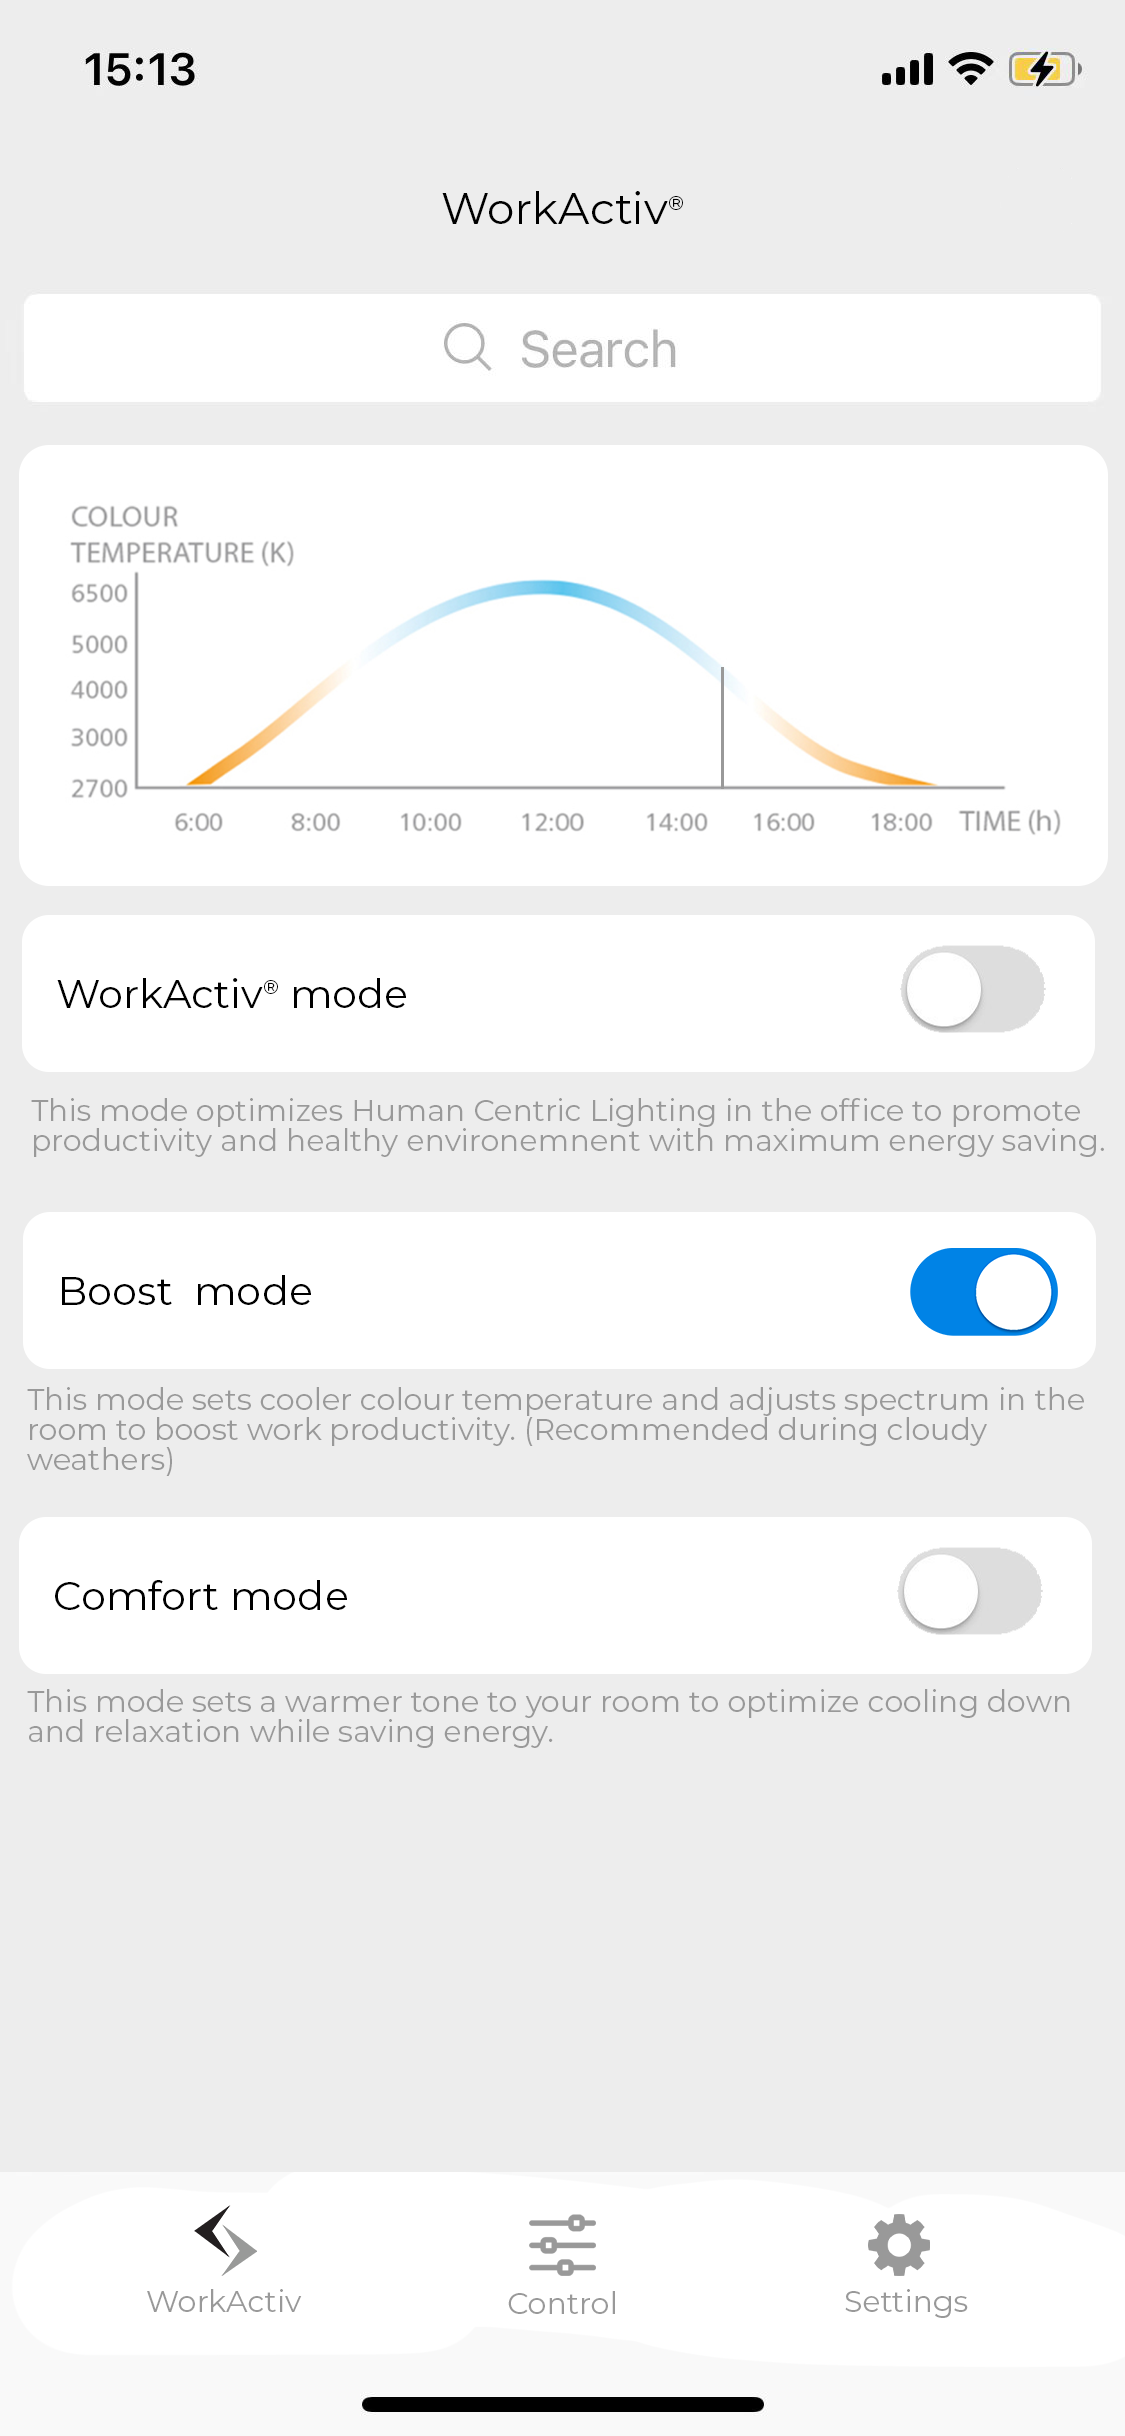 15:13
WorkActiv®
Search
COLOUR
TEMPERATURE (K)
6500
5000
4000
3000
2700
6:00 8:00 10:00 12:00 14:00 16:00 18:00 TIME (h)
WorkActiv® mode
This mode optimizes Human Centric Lighting in the office to promote
productivity and healthy environemnent with maximum energy saving.
Boost mode
This mode sets cooler colour temperature and adjusts spectrum in the
room to boost work productivity. (Recommended during cloudy
weathers)
Comfort mode
This mode sets a warmer tone to your room to optimize cooling down
and relaxation while saving energy.
WorkActiv Control Settings